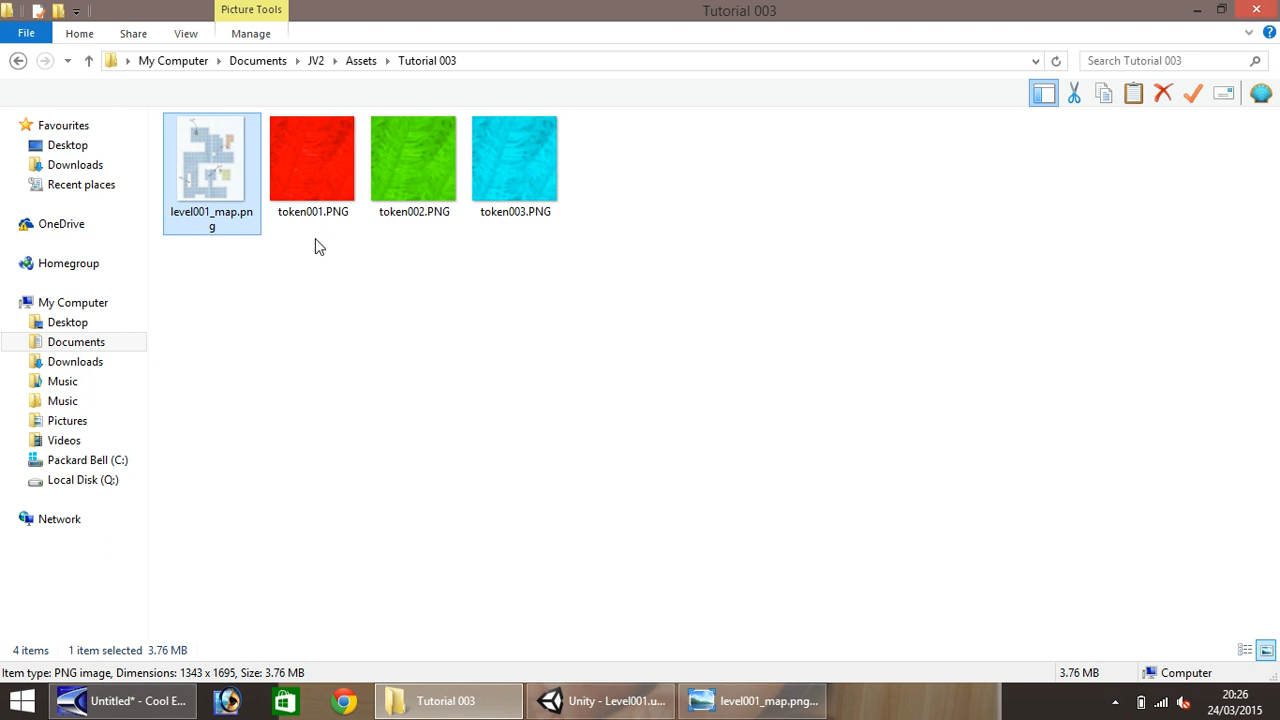 Picture Tools
Tutorial 003
File
Home
Share
View
Manage
My Computer
Documents
JV2
Assets
Tutorial 003
Search Tutorial 003
Favourites
Desktop
Downloads
Recent places
OneDrive
Homegroup
My Computer
Desktop
Documents
Downloads
Music
Music
Pictures
Videos
Packard Bell (C:)
Local Disk (Q:)
Network
level001_map.pn
g
token001.PNG
token002.PNG
token003.PNG
4 items
1 item selected 3.76 MB
Item type: PNG image, Dimensions: 1343 x 1695, Size: 3.76 MB
3.76 MB
Computer
Untitled* - Cool E...
Tutorial 003
Unity - Level001.u...
level001_map.png...
20:26
24/03/2015